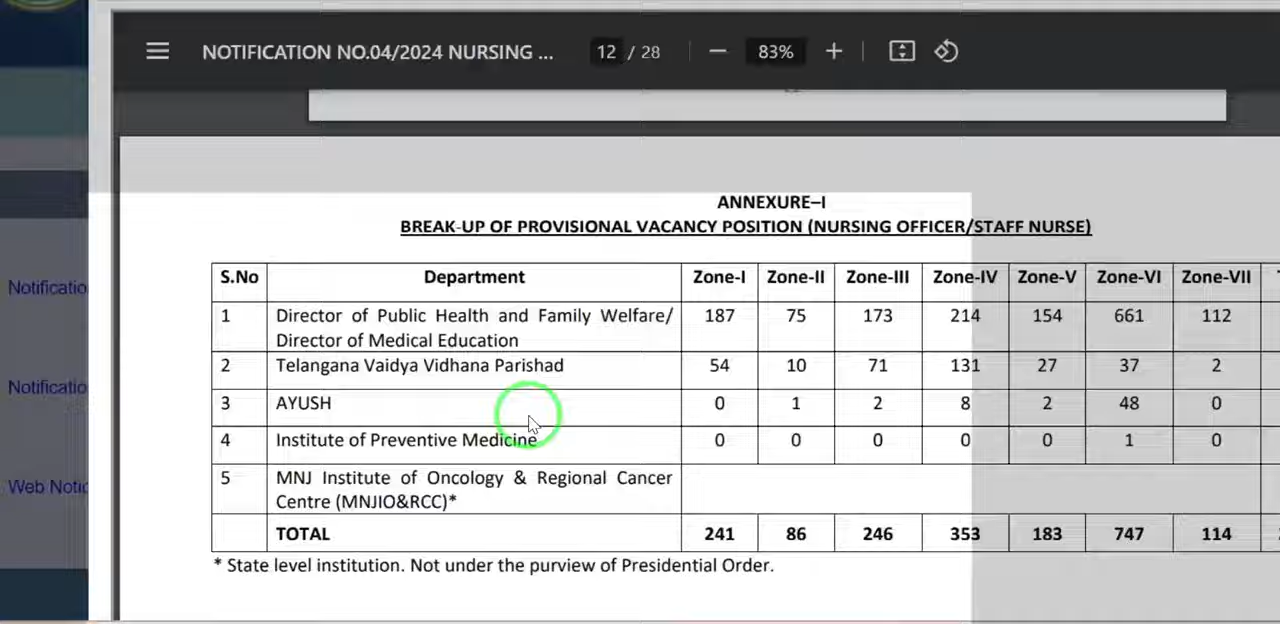 NOTIFICATION NO.04/2024 NURSING ... 12 / 28 83%
ANNEXURE–I
BREAK-UP OF PROVISIONAL VACANCY POSITION (NURSING OFFICER/STAFF NURSE)
S.No Department Zone-I Zone-II Zone-III Zone-IV Zone-V Zone-VI Zone-VII
1 Director of Public Health and Family Welfare/ 187 75 173 214 154 661 112
Director of Medical Education
2 Telangana Vaidya Vidhana Parishad 54 10 71 131 27 37 2
3 AYUSH 0 1 2 8 2 48 0
4 Institute of Preventive Medicine 0 0 0 0 0 1 0
5 MNJ Institute of Oncology & Regional Cancer
Centre (MNJIO&RCC)*
TOTAL 241 86 246 353 183 747 114
* State level institution. Not under the purview of Presidential Order.
Notificatio
Notificatio
Web Notic